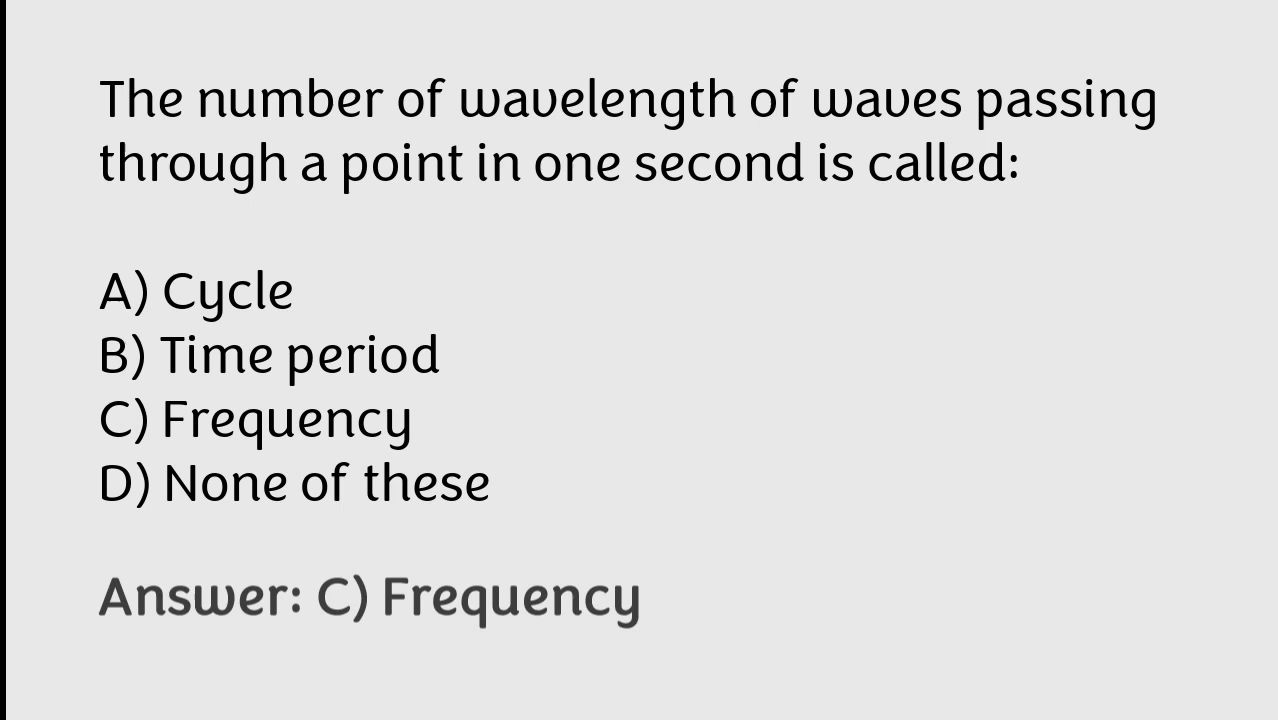 The number of wavelength of waves passing
through a point in one second is called:
A) Cycle
B) Time period
C) Frequency
D) None of these
Answer: C) Frequency